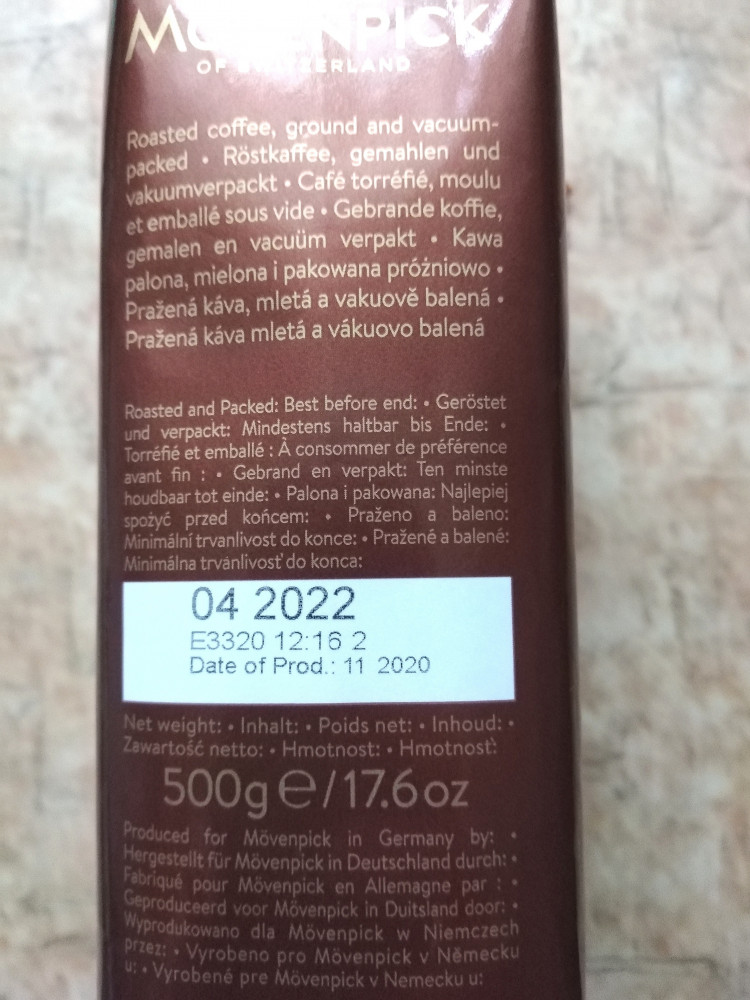 MÖVENPICK
OF SWITZERLAND
Roasted coffee, ground and vacuum-
packed • Röstkaffee, gemahlen und
vakuumverpackt • Café torréfié, moulu
et emballé sous vide • Gebrande koffie,
gemalen en vacuüm verpakt • Kawa
palona, mielona i pakowana próżniowo •
Pražená káva, mletá a vakuově balená •
Pražená káva mletá a vákuovo balená
Roasted and Packed: Best before end: • Geröstet
und verpackt: Mindestens haltbar bis Ende: •
Torréfié et emballé : À consommer de préférence
avant fin : • Gebrand en verpakt: Ten minste
houdbaar tot einde: • Palona i pakowana: Najlepiej
spożyć przed końcem: • Praženo a baleno:
Minimální trvanlivost do konce: • Pražené a balené:
Minimálna trvanlivosť do konca:
04 2022
E3320 12:16 2
Date of Prod.: 11 2020
Net weight: • Inhalt: • Poids net: • Inhoud: •
Zawartość netto: • Hmotnost: • Hmotnosť:
500g ℮/17.6 oz
Produced for Mövenpick in Germany by: •
Hergestellt für Mövenpick in Deutschland durch: •
Fabriqué pour Mövenpick en Allemagne par : •
Geproduceerd voor Mövenpick in Duitsland door: •
Wyprodukowano dla Mövenpick w Niemczech
przez: • Vyrobeno pro Mövenpick v Německu
u: • Vyrobené pre Mövenpick v Nemecku u: